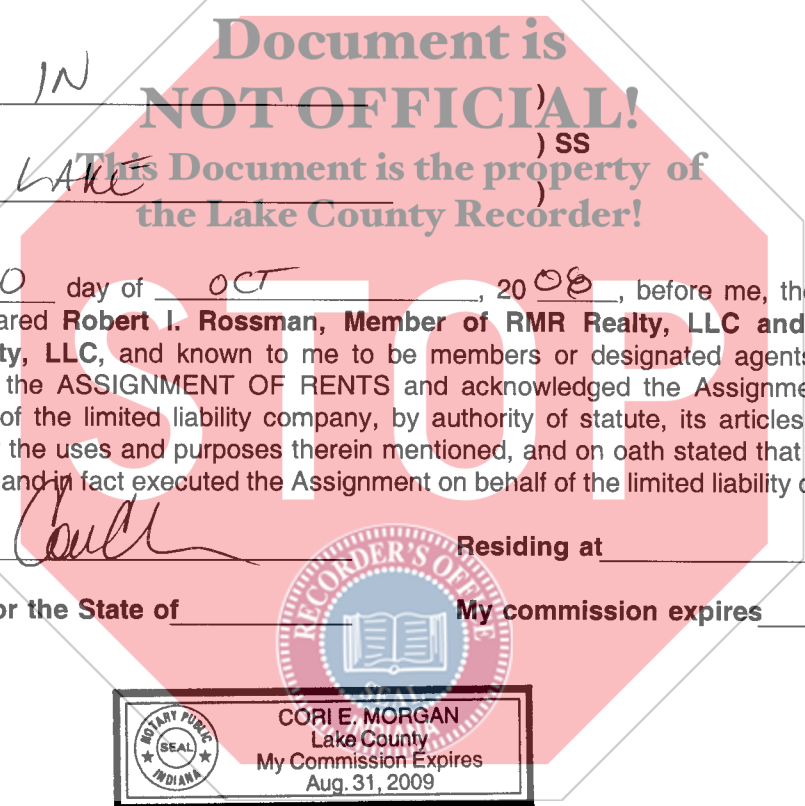 Document is
IN
NOT OFFICIAL!
)
) SS
This Document is the property of
LAKE
)
the Lake County Recorder!
0 day of OCT, 20 08, before me, the
ared Robert I. Rossman, Member of RMR Realty, LLC and
ty, LLC, and known to me to be members or designated agents
the ASSIGNMENT OF RENTS and acknowledged the Assignme
of the limited liability company, by authority of statute, its articles
the uses and purposes therein mentioned, and on oath stated that
and in fact executed the Assignment on behalf of the limited liability
STOP
Residing at
or the State of My commission expires
RECORDER'S OFFICE
SEAL
INDIANA
NOTARY PUBLIC
SEAL
INDIANA
CORI E. MORGAN
Lake County
My Commission Expires
Aug. 31, 2009